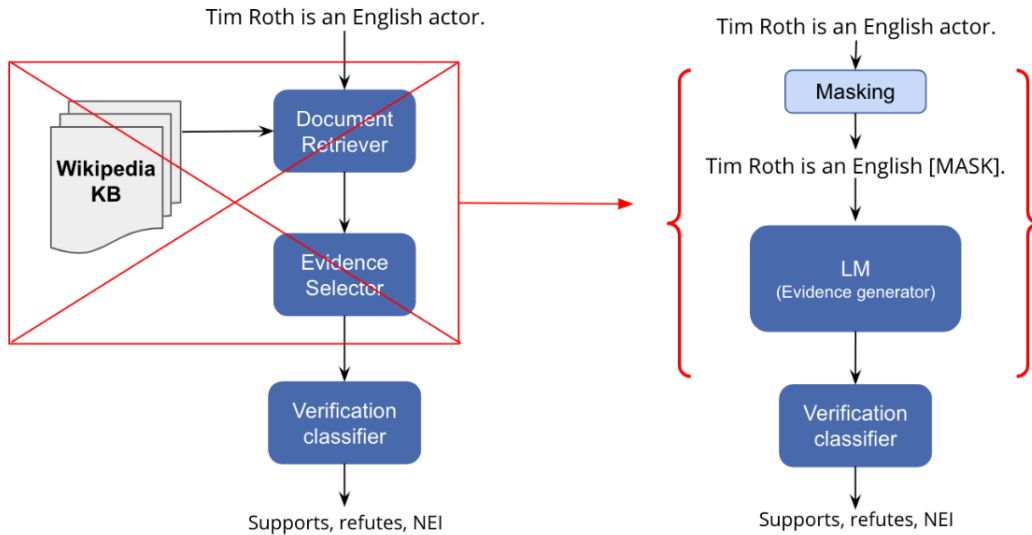 Tim Roth is an English actor.
Document
Retriever
Wikipedia
KB
Evidence
Selector
Verification
classifier
Supports, refutes, NEI
Tim Roth is an English actor.
Masking
Tim Roth is an English [MASK].
LM
(Evidence generator)
Verification
classifier
Supports, refutes, NEI